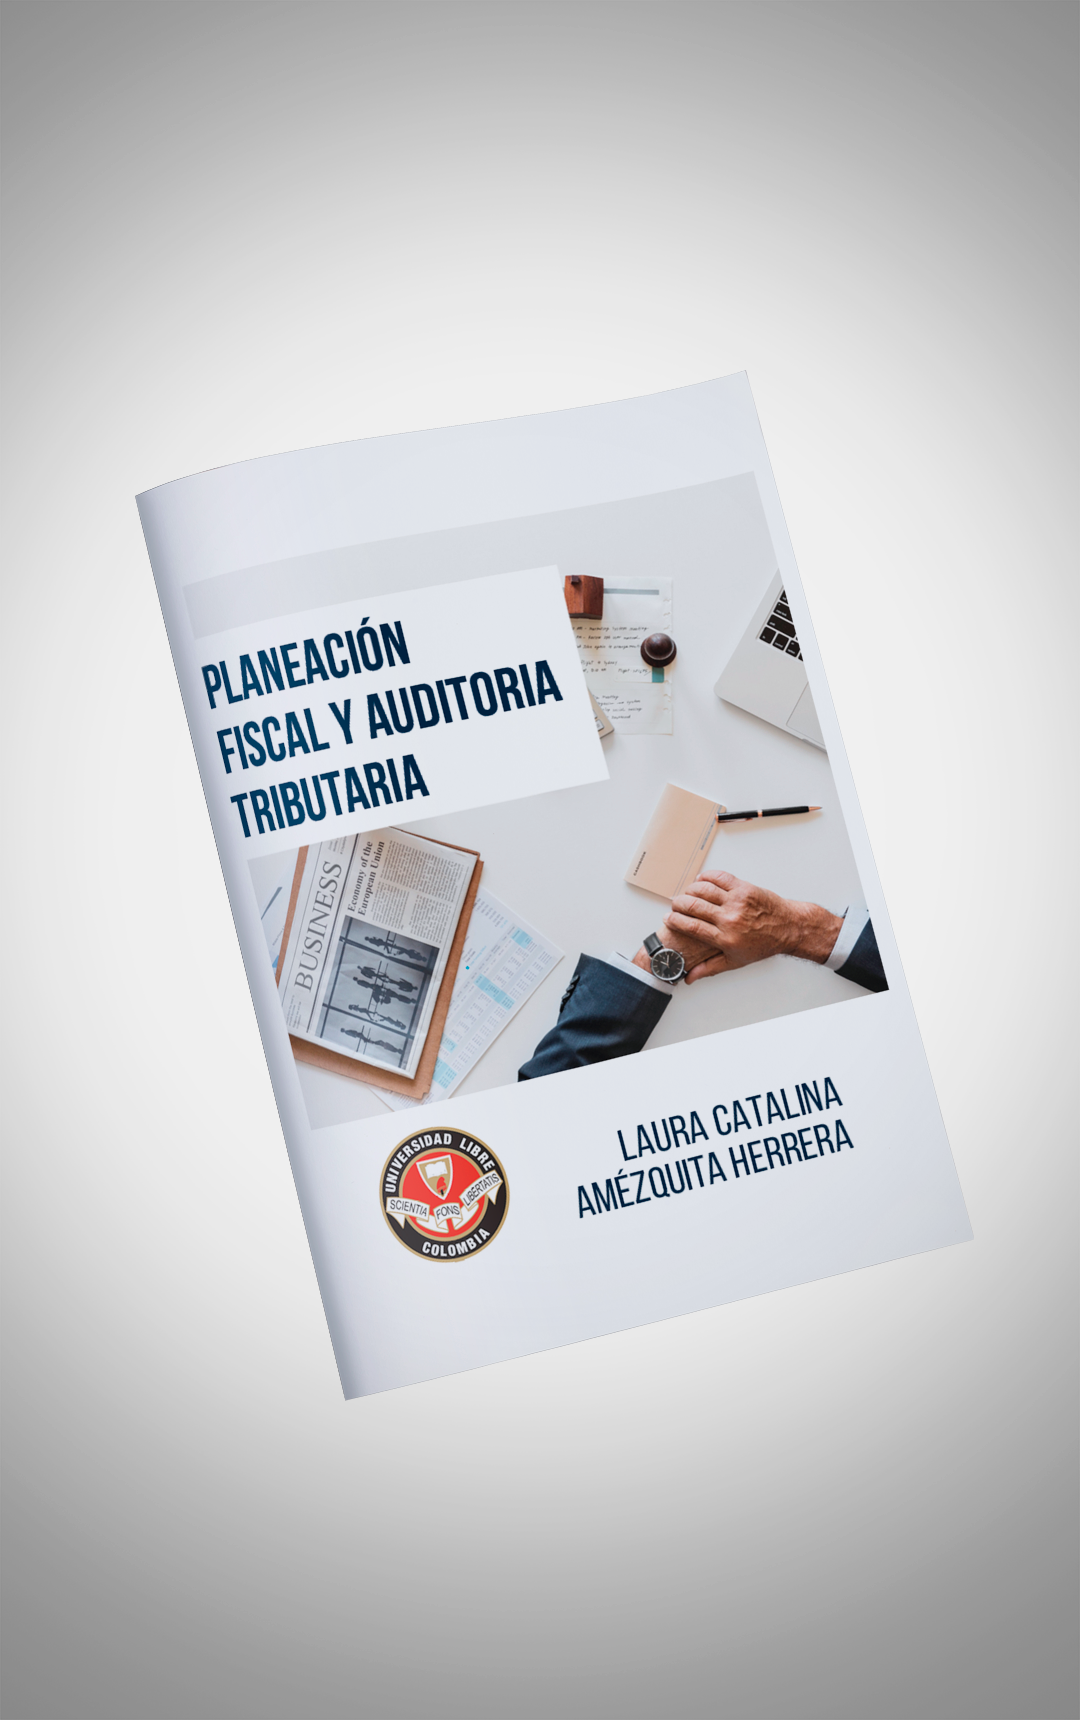 PLANEACIÓN
FISCAL Y AUDITORIA
TRIBUTARIA
BUSINESS
Economy of the
European Union
UNIVERSIDAD LIBRE
SCIENTIA FONS LIBERTATIS
COLOMBIA
LAURA CATALINA
AMÉZQUITA HERRERA